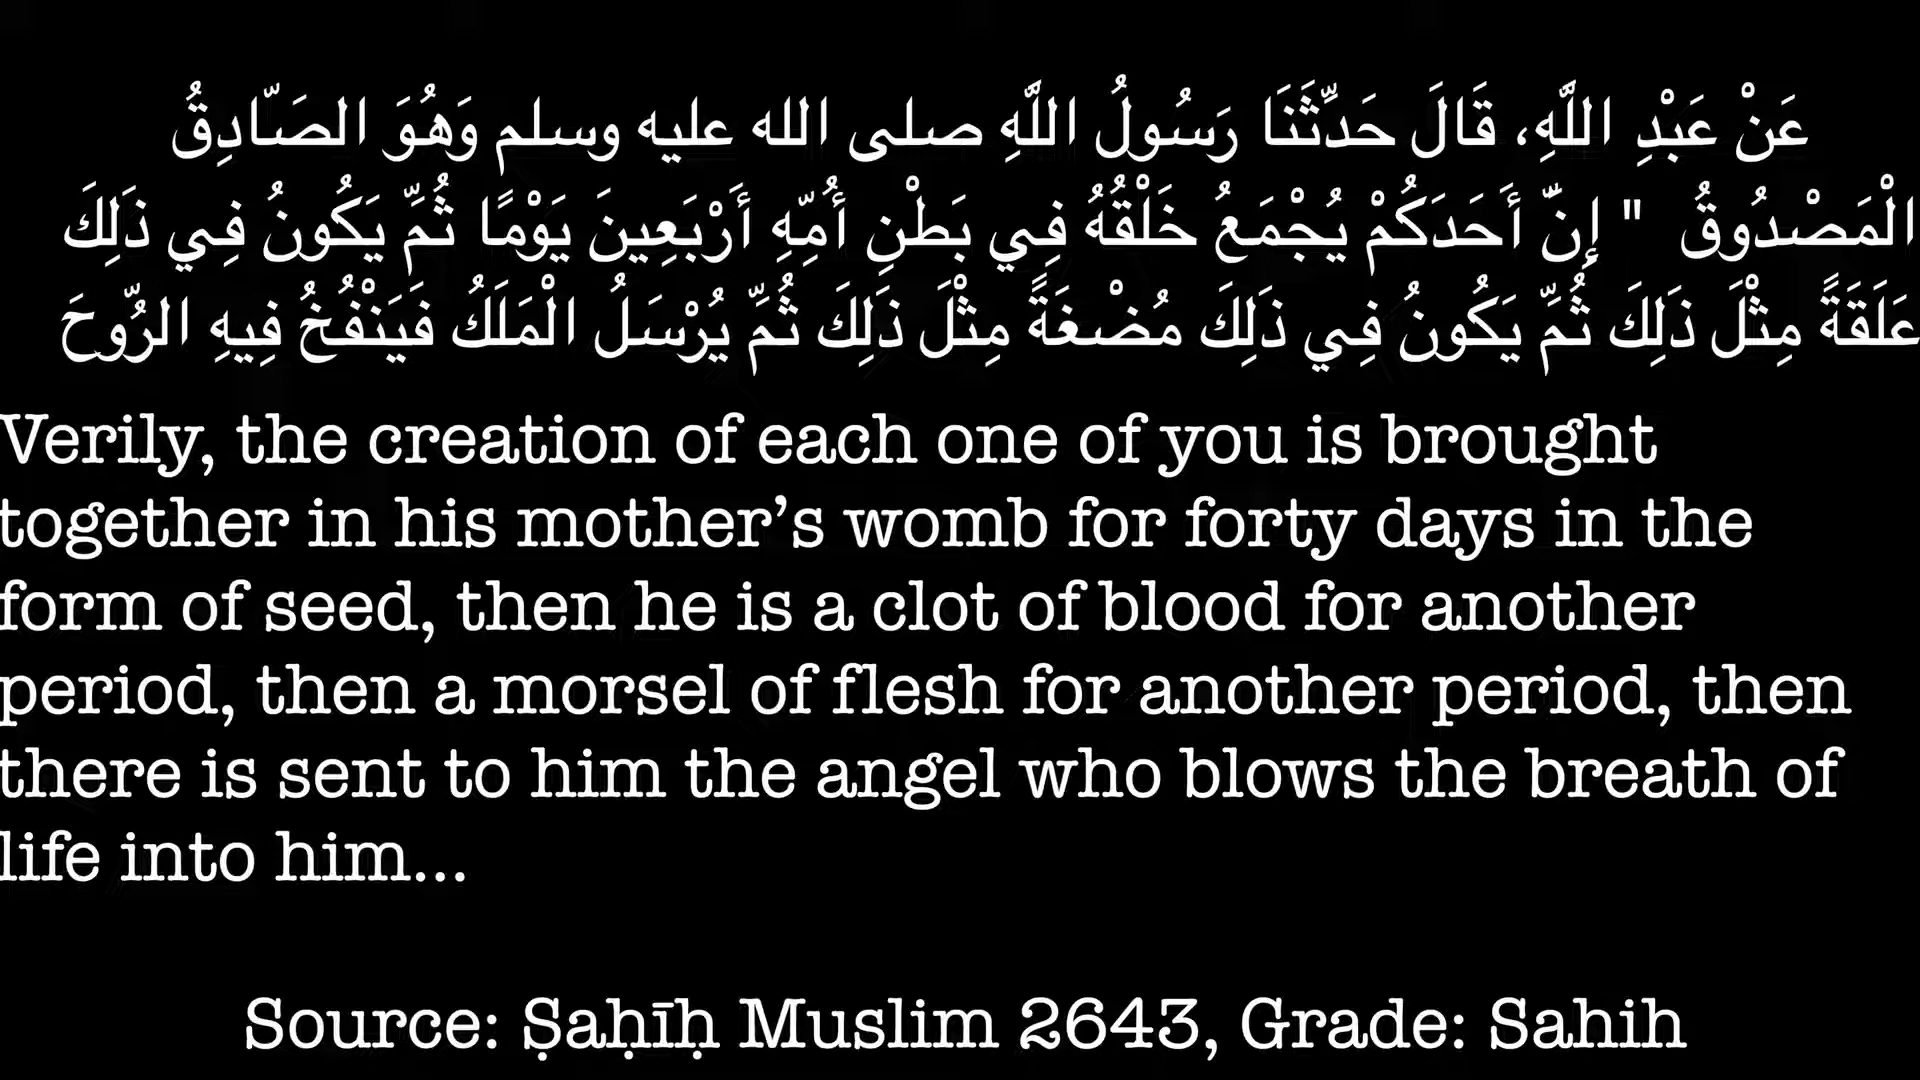 عَنْ عَبْدِ اللَّهِ، قَالَ حَدَّثَنَا رَسُولُ اللَّهِ صلى الله عليه وسلم وَهُوَ الصَّادِقُ
الْمَصْدُوقُ " إِنَّ أَحَدَكُمْ يُجْمَعُ خَلْقُهُ فِي بَطْنِ أُمِّهِ أَرْبَعِينَ يَوْمًا ثُمَّ يَكُونُ فِي ذَلِكَ
عَلَقَةً مِثْلَ ذَلِكَ ثُمَّ يَكُونُ فِي ذَلِكَ مُضْغَةً مِثْلَ ذَلِكَ ثُمَّ يُرْسَلُ الْمَلَكُ فَيَنْفُخُ فِيهِ الرُّوحَ
Verily, the creation of each one of you is brought
together in his mother’s womb for forty days in the
form of seed, then he is a clot of blood for another
period, then a morsel of flesh for another period, then
there is sent to him the angel who blows the breath of
life into him...
Source: Ṣaḥīḥ Muslim 2643, Grade: Sahih